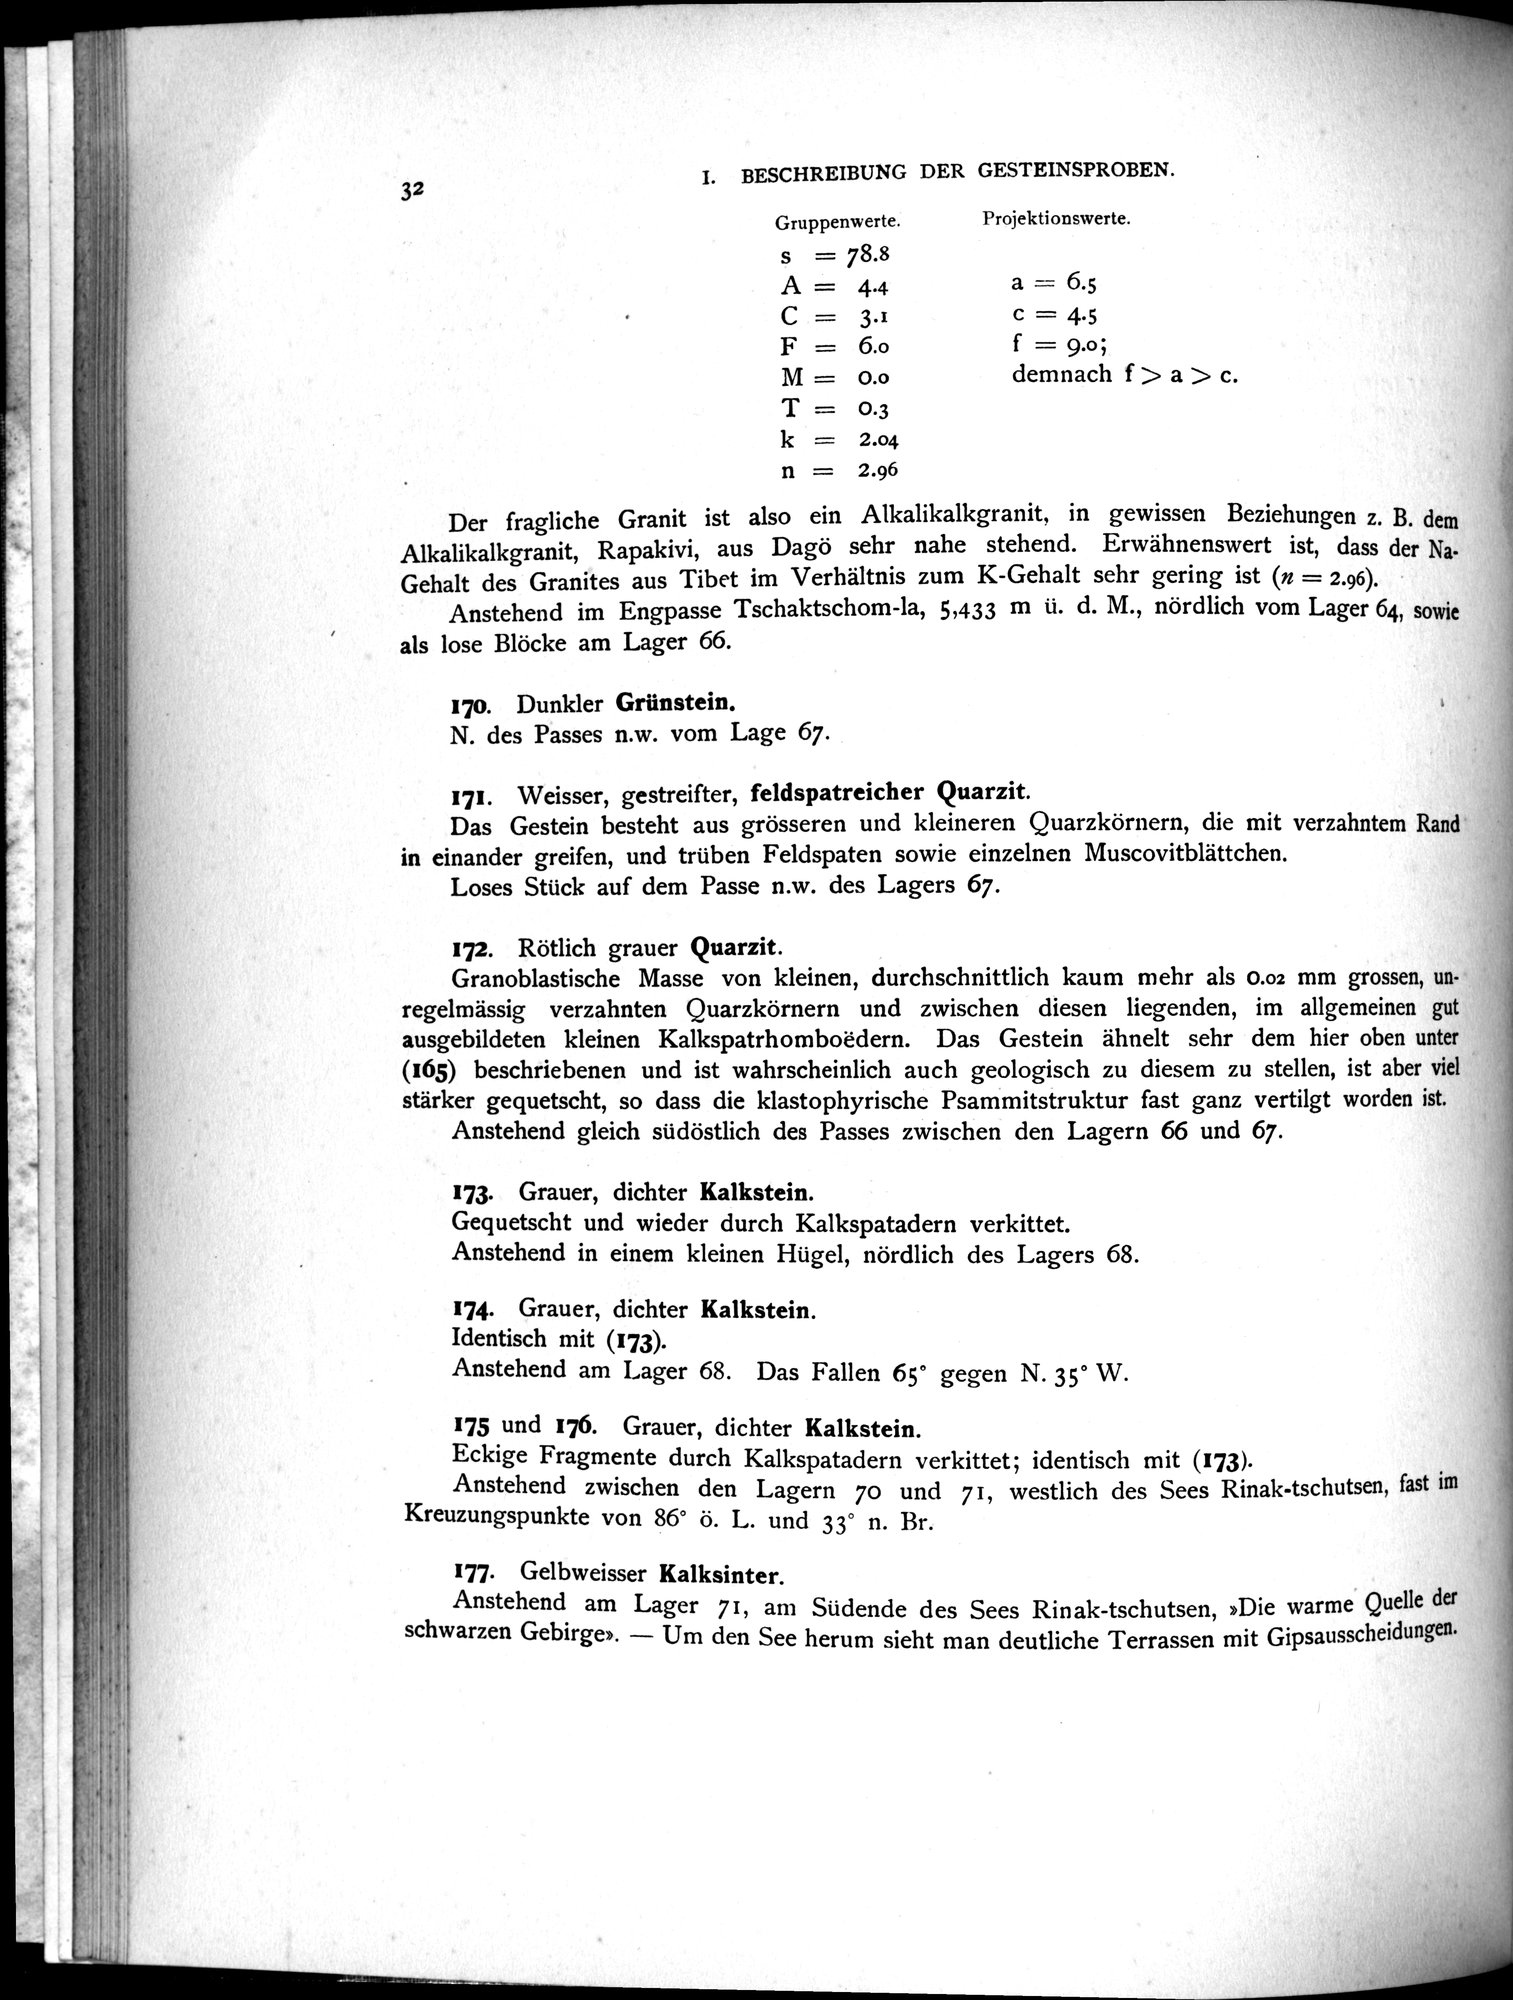 32
I. BESCHREIBUNG DER GESTEINSPROBEN.
Gruppenwerte. Projektionswerte.
s = 78.8
A = 4.4 a = 6.5
C = 3.1 c = 4.5
F = 6.0 f = 9.0;
M = 0.0 demnach f > a > c.
T = 0.3
k = 2.04
n = 2.96
Der fragliche Granit ist also ein Alkalikalkgranit, in gewissen Beziehungen z. B. dem
Alkalikalkgranit, Rapakivi, aus Dagö sehr nahe stehend. Erwähnenswert ist, dass der Na-
Gehalt des Granites aus Tibet im Verhältnis zum K-Gehalt sehr gering ist (n = 2.96).
Anstehend im Engpasse Tschaktschom-la, 5,433 m ü. d. M., nördlich vom Lager 64, sowie
als lose Blöcke am Lager 66.
170. Dunkler Grünstein.
N. des Passes n.w. vom Lage 67.
171. Weisser, gestreifter, feldspatreicher Quarzit.
Das Gestein besteht aus grösseren und kleineren Quarzkörnern, die mit verzahntem Rand
in einander greifen, und trüben Feldspaten sowie einzelnen Muscovitblättchen.
Loses Stück auf dem Passe n.w. des Lagers 67.
172. Rötlich grauer Quarzit.
Granoblastische Masse von kleinen, durchschnittlich kaum mehr als 0.02 mm grossen, un-
regelmässig verzahnten Quarzkörnern und zwischen diesen liegenden, im allgemeinen gut
ausgebildeten kleinen Kalkspatrhomboëdern. Das Gestein ähnelt sehr dem hier oben unter
(165) beschriebenen und ist wahrscheinlich auch geologisch zu diesem zu stellen, ist aber viel
stärker gequetscht, so dass die klastophyrische Psammitstruktur fast ganz vertilgt worden ist.
Anstehend gleich südöstlich des Passes zwischen den Lagern 66 und 67.
173. Grauer, dichter Kalkstein.
Gequetscht und wieder durch Kalkspatadern verkittet.
Anstehend in einem kleinen Hügel, nördlich des Lagers 68.
174. Grauer, dichter Kalkstein.
Identisch mit (173).
Anstehend am Lager 68. Das Fallen 65° gegen N. 35° W.
175 und 176. Grauer, dichter Kalkstein.
Eckige Fragmente durch Kalkspatadern verkittet; identisch mit (173).
Anstehend zwischen den Lagern 70 und 71, westlich des Sees Rinak-tschutsen, fast im
Kreuzungspunkte von 86° ö. L. und 33° n. Br.
177. Gelbweisser Kalksinter.
Anstehend am Lager 71, am Südende des Sees Rinak-tschutsen, »Die warme Quelle der
schwarzen Gebirge». — Um den See herum sieht man deutliche Terrassen mit Gipsausscheidungen.